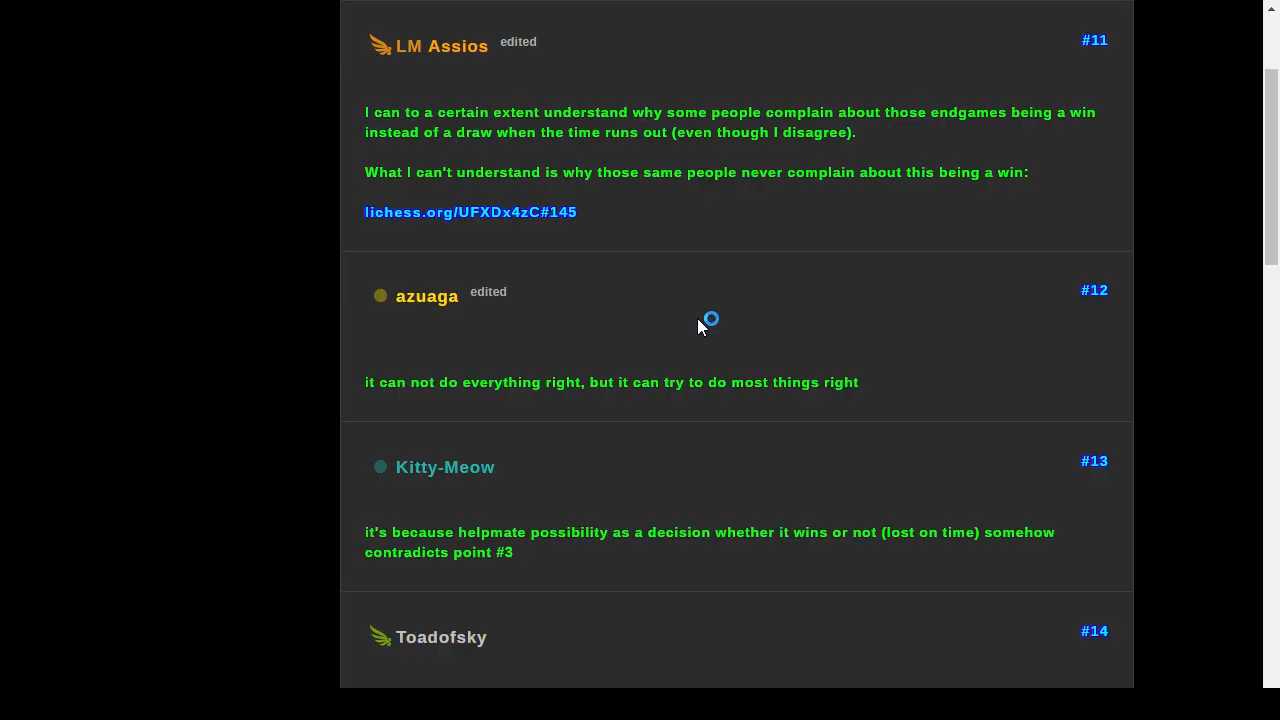 LM Assios edited #11
I can to a certain extent understand why some people complain about those endgames being a win
instead of a draw when the time runs out (even though I disagree).
What I can't understand is why those same people never complain about this being a win:
lichess.org/UFXDx4zC#145
azuaga edited #12
it can not do everything right, but it can try to do most things right
Kitty-Meow #13
it's because helpmate possibility as a decision whether it wins or not (lost on time) somehow
contradicts point #3
Toadofsky #14